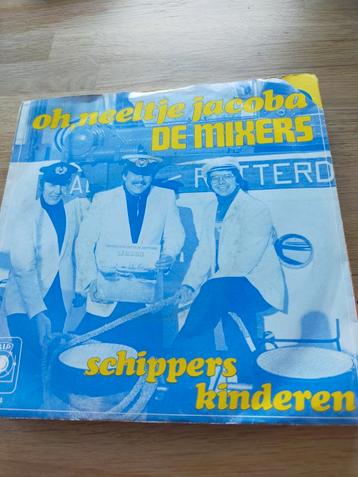 oh, neeltje jacoba
DE MIXERS
ROTTERD
schippers
kinderen